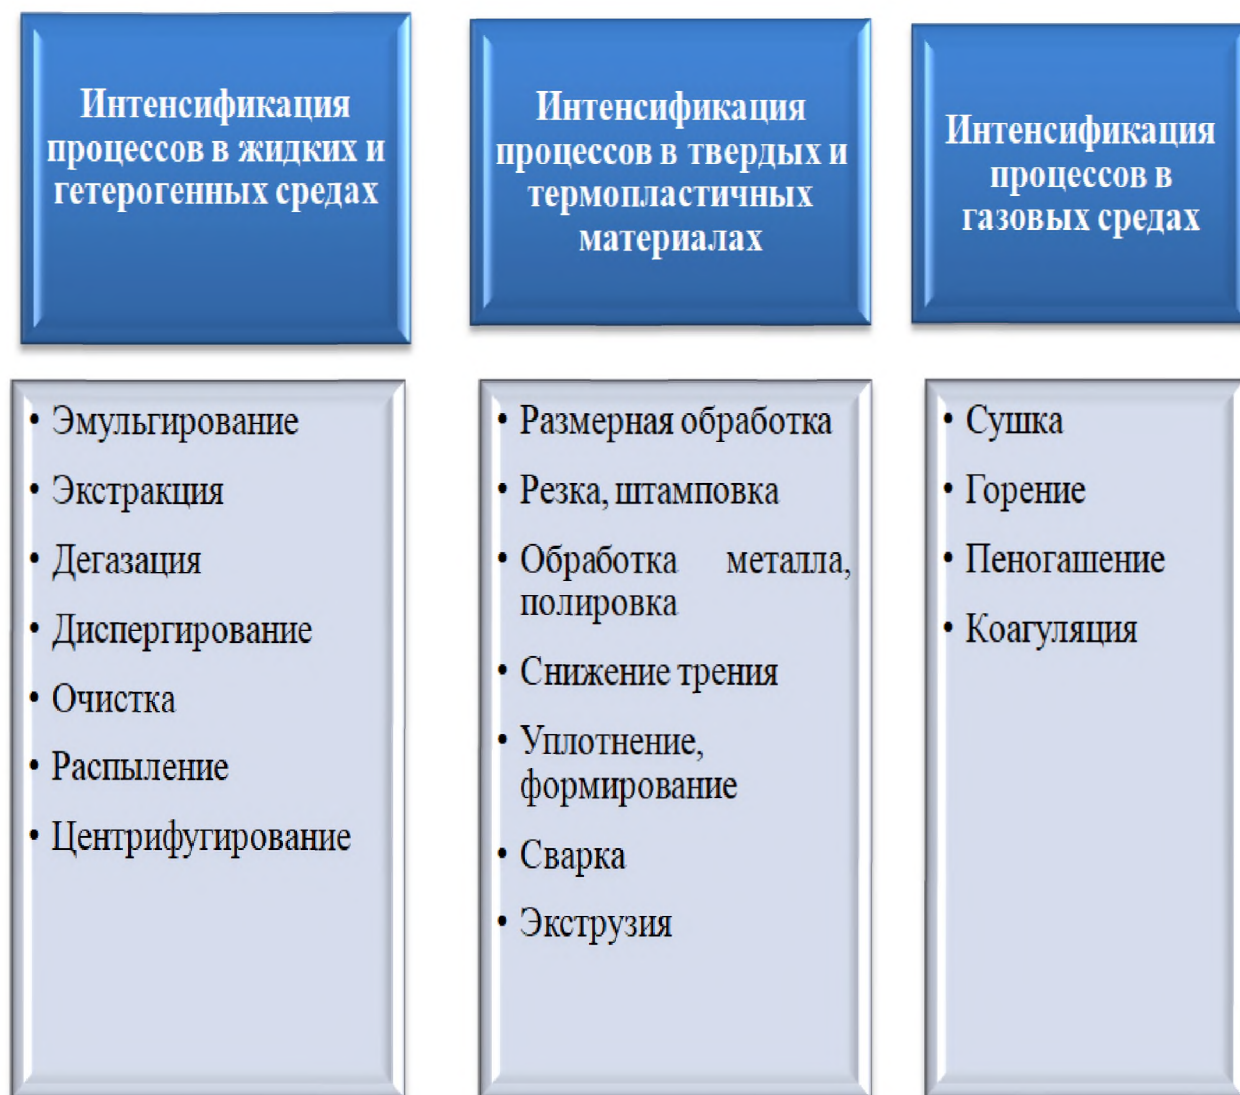 Интенсификация
процессов в жидких и
гетерогенных средах
• Эмульгирование
• Экстракция
• Дегазация
• Диспергирование
• Очистка
• Распыление
• Центрифугирование
Интенсификация
процессов в твердых и
термопластичных
материалах
• Размерная обработка
• Резка, штамповка
• Обработка металла,
полировка
• Снижение трения
• Уплотнение,
формирование
• Сварка
• Экструзия
Интенсификация
процессов в
газовых средах
• Сушка
• Горение
• Пеногашение
• Коагуляция